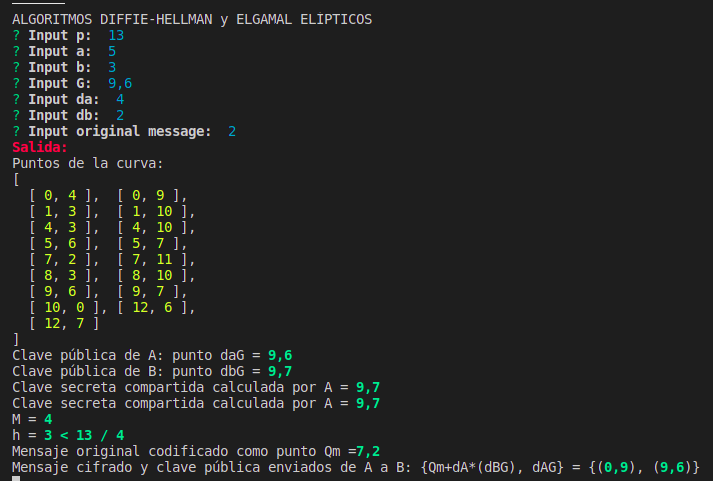 ALGORITMOS DIFFIE-HELLMAN y ELGAMAL ELÍPTICOS
? Input p:  13
? Input a:  5
? Input b:  3
? Input G:  9,6
? Input da:  4
? Input db:  2
? Input original message:  2
Salida:
Puntos de la curva:
[
  [ 0, 4 ],  [ 0, 9 ],
  [ 1, 3 ],  [ 1, 10 ],
  [ 4, 3 ],  [ 4, 10 ],
  [ 5, 6 ],  [ 5, 7 ],
  [ 7, 2 ],  [ 7, 11 ],
  [ 8, 3 ],  [ 8, 10 ],
  [ 9, 6 ],  [ 9, 7 ],
  [ 10, 0 ], [ 12, 6 ],
  [ 12, 7 ]
]
Clave pública de A: punto daG = 9,6
Clave pública de B: punto dbG = 9,7
Clave secreta compartida calculada por A = 9,7
Clave secreta compartida calculada por A = 9,7
M = 4
h = 3 < 13 / 4
Mensaje original codificado como punto Qm =7,2
Mensaje cifrado y clave pública enviados de A a B: {Qm+dA*(dBG), dAG} = {(0,9), (9,6)}